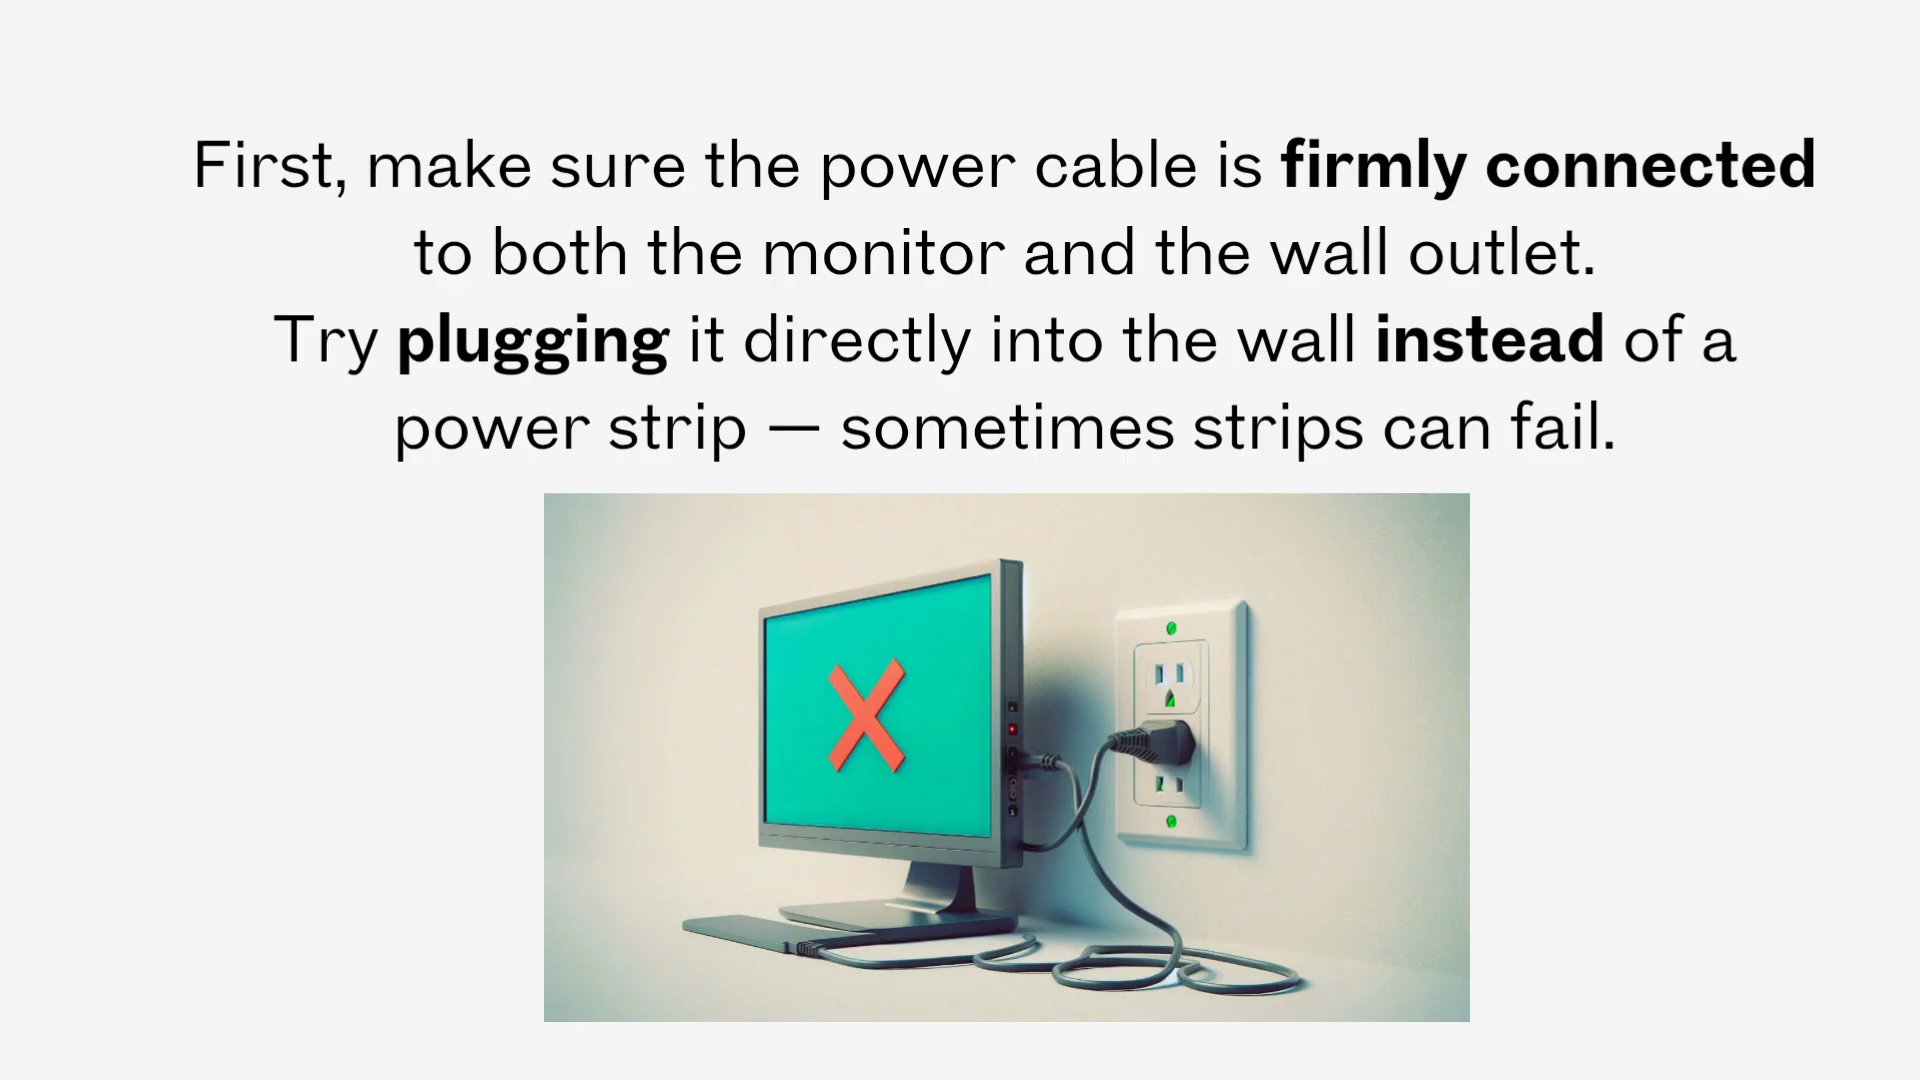 First, make sure the power cable is firmly connected
to both the monitor and the wall outlet.
Try plugging it directly into the wall instead of a
power strip — sometimes strips can fail.